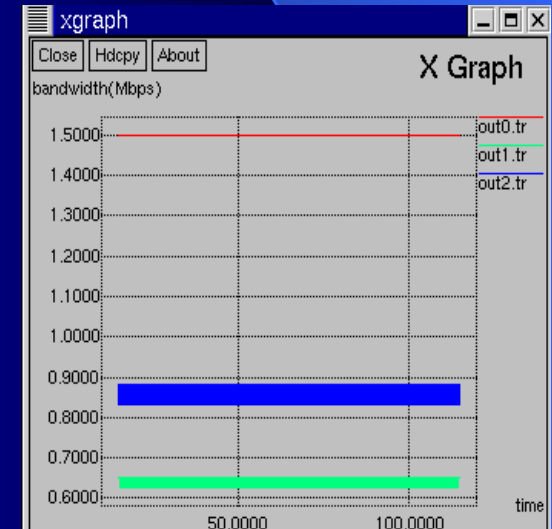 xgraph
Close Hdcpy About
X Graph
bandwidth(Mbps)
1.5000
1.4000
1.3000
1.2000
1.1000
1.0000
0.9000
0.8000
0.7000
0.6000
out0.tr
out1.tr
out2.tr
time
50.0000 100.0000